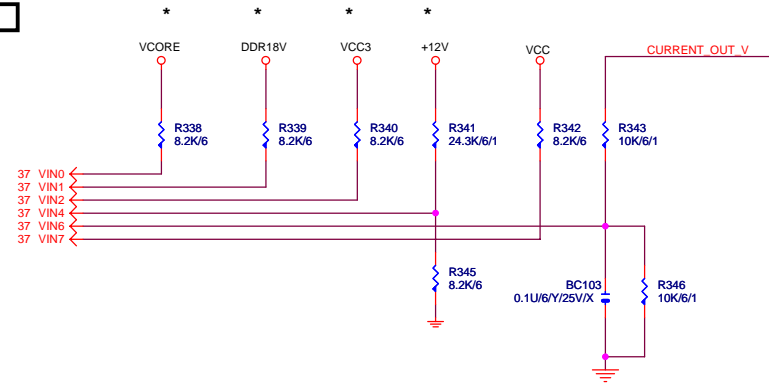 * * * *
VCORE DDR18V VCC3 +12V VCC CURRENT_OUT_V
R338 R339 R340 R341 R342 R343
8.2K/6 8.2K/6 8.2K/6 24.3K/6/1 8.2K/6 10K/6/1
37 VIN0
37 VIN1
37 VIN2
37 VIN4
37 VIN6
37 VIN7
R345
8.2K/6
BC103 R346
0.1U/6/Y/25V/X 10K/6/1